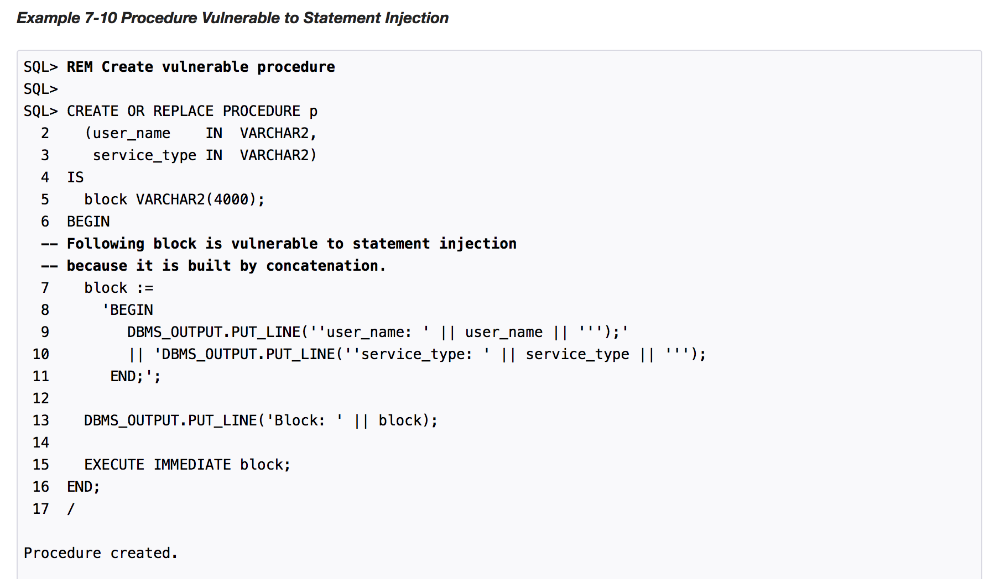 Example 7-10 Procedure Vulnerable to Statement Injection
SQL> REM Create vulnerable procedure
SQL>
SQL> CREATE OR REPLACE PROCEDURE p
  2    (user_name    IN  VARCHAR2,
  3     service_type IN  VARCHAR2)
  4  IS
  5    block VARCHAR2(4000);
  6  BEGIN
  -- Following block is vulnerable to statement injection
  -- because it is built by concatenation.
  7    block :=
  8      'BEGIN
  9         DBMS_OUTPUT.PUT_LINE(''user_name: ' || user_name || ''');'
 10         || 'DBMS_OUTPUT.PUT_LINE(''service_type: ' || service_type || ''');
 11       END;';
 12
 13    DBMS_OUTPUT.PUT_LINE('Block: ' || block);
 14
 15    EXECUTE IMMEDIATE block;
 16  END;
 17  /
Procedure created.